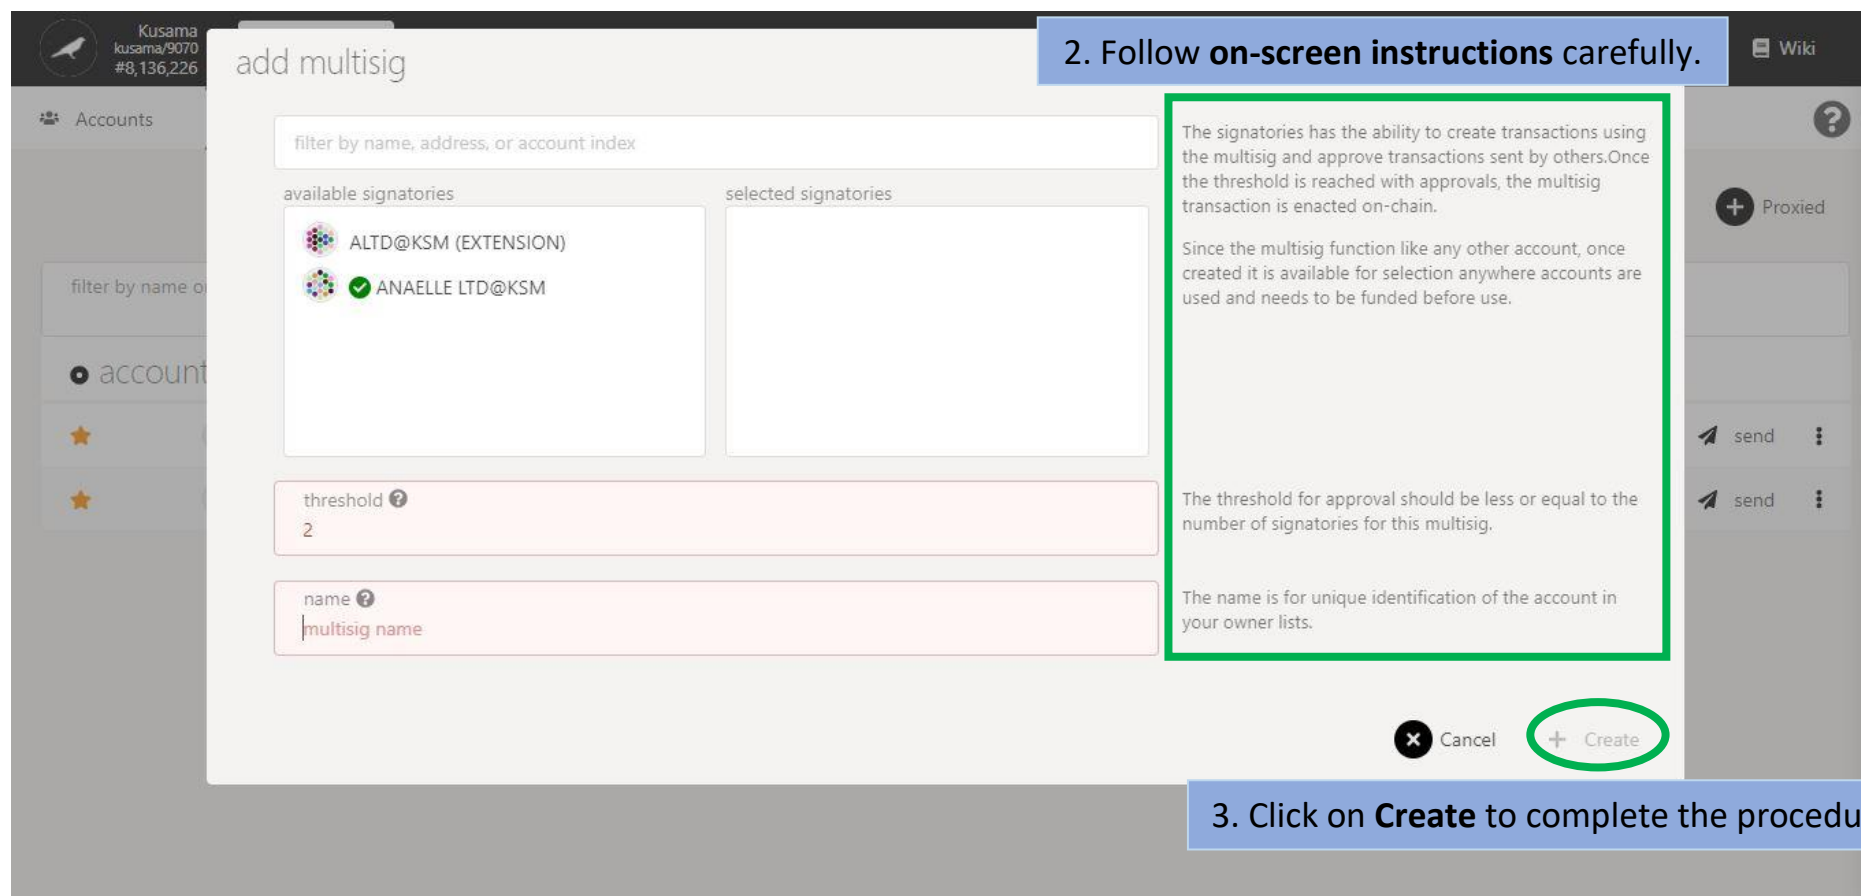 Kusama
kusama/9070
#8,136,226
add multisig
2. Follow on-screen instructions carefully.
Wiki
Accounts
filter by name, address, or account index
The signatories has the ability to create transactions using
the multisig and approve transactions sent by others.Once
the threshold is reached with approvals, the multisig
transaction is enacted on-chain.
available signatories
selected signatories
Proxied
ALTD@KSM (EXTENSION)
ANAELLE LTD@KSM
Since the multisig function like any other account, once
created it is available for selection anywhere accounts are
used and needs to be funded before use.
filter by name
account
send
threshold
2
The threshold for approval should be less or equal to the
number of signatories for this multisig.
send
name
multisig name
The name is for unique identification of the account in
your owner lists.
Cancel
+ Create
3. Click on Create to complete the procedu